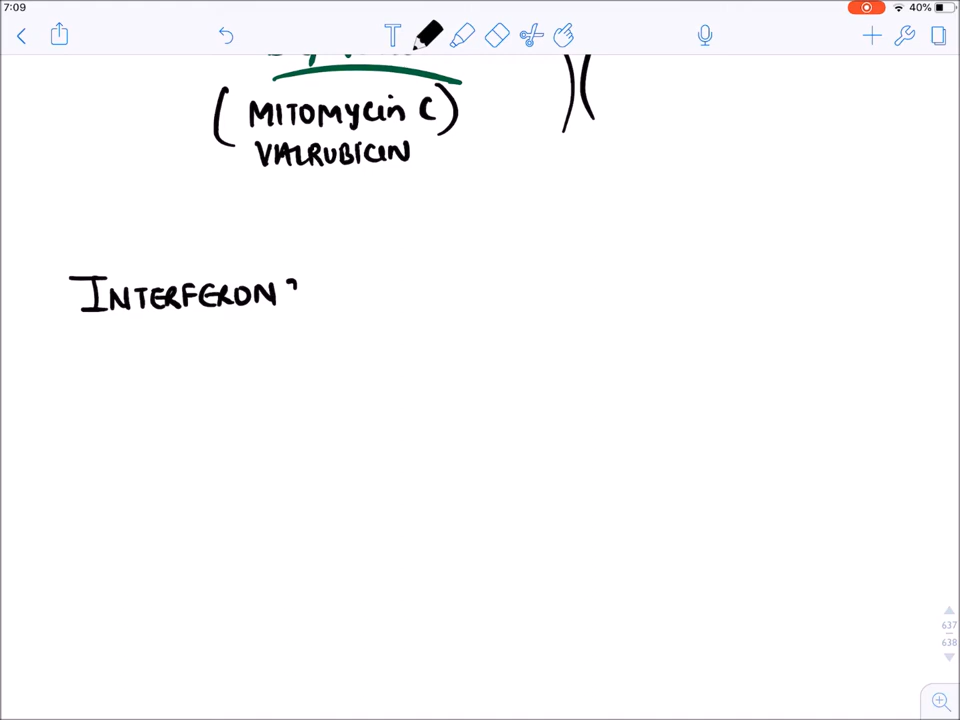 7:09
40%
( MITOMYCIN C )
VALRUBICIN
INTERFERON
637
638